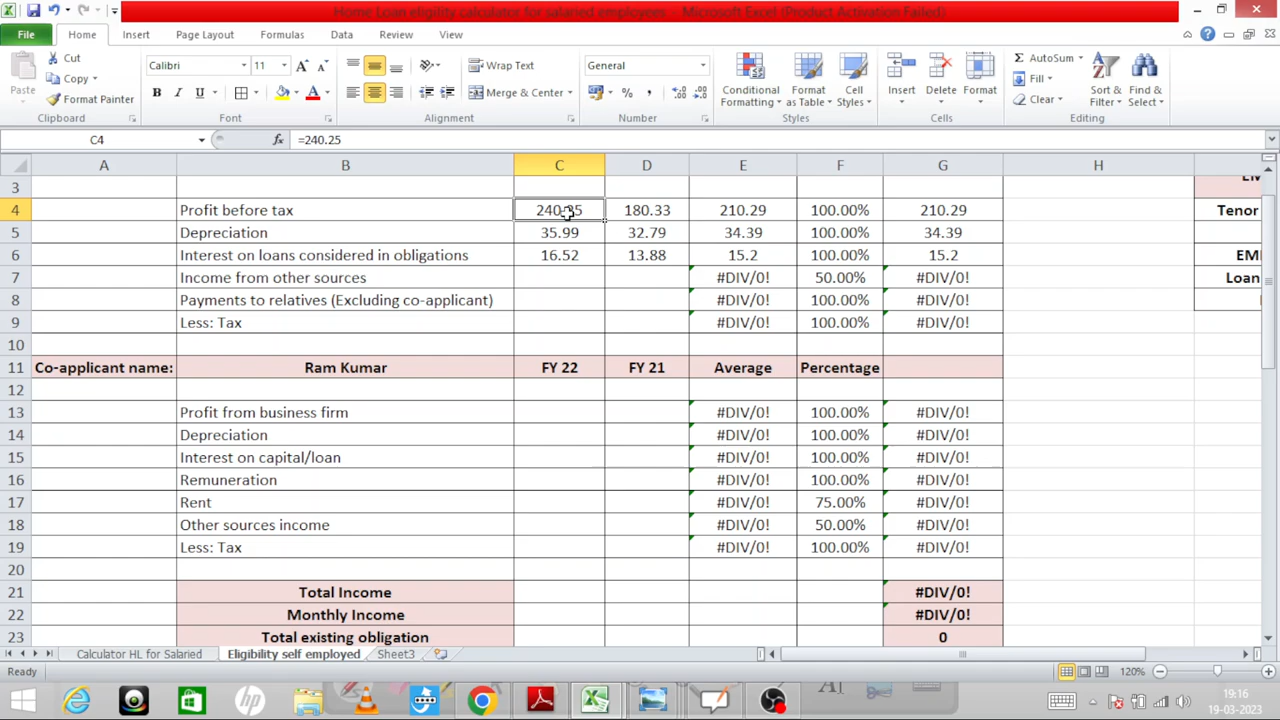 Home Loan eligility calculator for salaried employees - Microsoft Excel (Product Activation Failed)
File Home Insert Page Layout Formulas Data Review View
Paste Cut Copy Format Painter Clipboard
Calibri 11 B I U Font
Wrap Text Merge & Center Alignment
General % , Number
Conditional Formatting Format as Table Cell Styles Styles
Insert Delete Format Cells
AutoSum Fill Clear Sort & Filter Find & Select Editing
C4 fx =240.25
A B C D E F G H
3
4 Profit before tax 240.25 180.33 210.29 100.00% 210.29 Tenor
5 Depreciation 35.99 32.79 34.39 100.00% 34.39
6 Interest on loans considered in obligations 16.52 13.88 15.2 100.00% 15.2 EMI
7 Income from other sources #DIV/0! 50.00% #DIV/0! Loan
8 Payments to relatives (Excluding co-applicant) #DIV/0! 100.00% #DIV/0!
9 Less: Tax #DIV/0! 100.00% #DIV/0!
10
11 Co-applicant name: Ram Kumar FY 22 FY 21 Average Percentage
12
13 Profit from business firm #DIV/0! 100.00% #DIV/0!
14 Depreciation #DIV/0! 100.00% #DIV/0!
15 Interest on capital/loan #DIV/0! 100.00% #DIV/0!
16 Remuneration #DIV/0! 100.00% #DIV/0!
17 Rent #DIV/0! 75.00% #DIV/0!
18 Other sources income #DIV/0! 50.00% #DIV/0!
19 Less: Tax #DIV/0! 100.00% #DIV/0!
20
21 Total Income #DIV/0!
22 Monthly Income #DIV/0!
23 Total existing obligation 0
Calculator HL for Salaried Eligibility self employed Sheet3
Ready 120%
19:16
19-03-2023